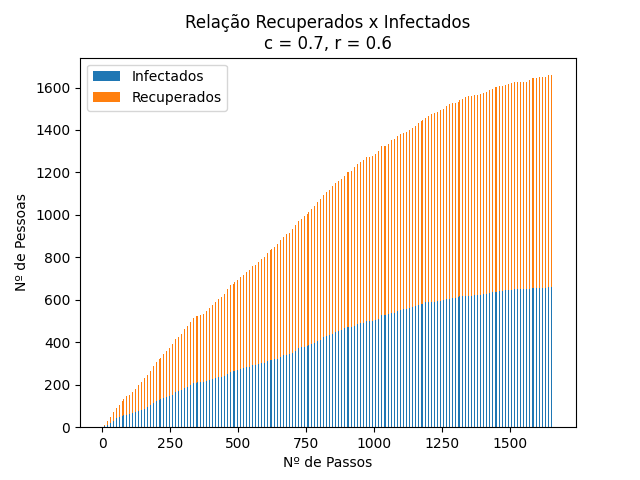 Relação Recuperados x Infectados
c = 0.7, r = 0.6
Infectados
Recuperados
1600
1400
1200
1000
800
600
400
200
0
Nº de Pessoas
0 250 500 750 1000 1250 1500
Nº de Passos